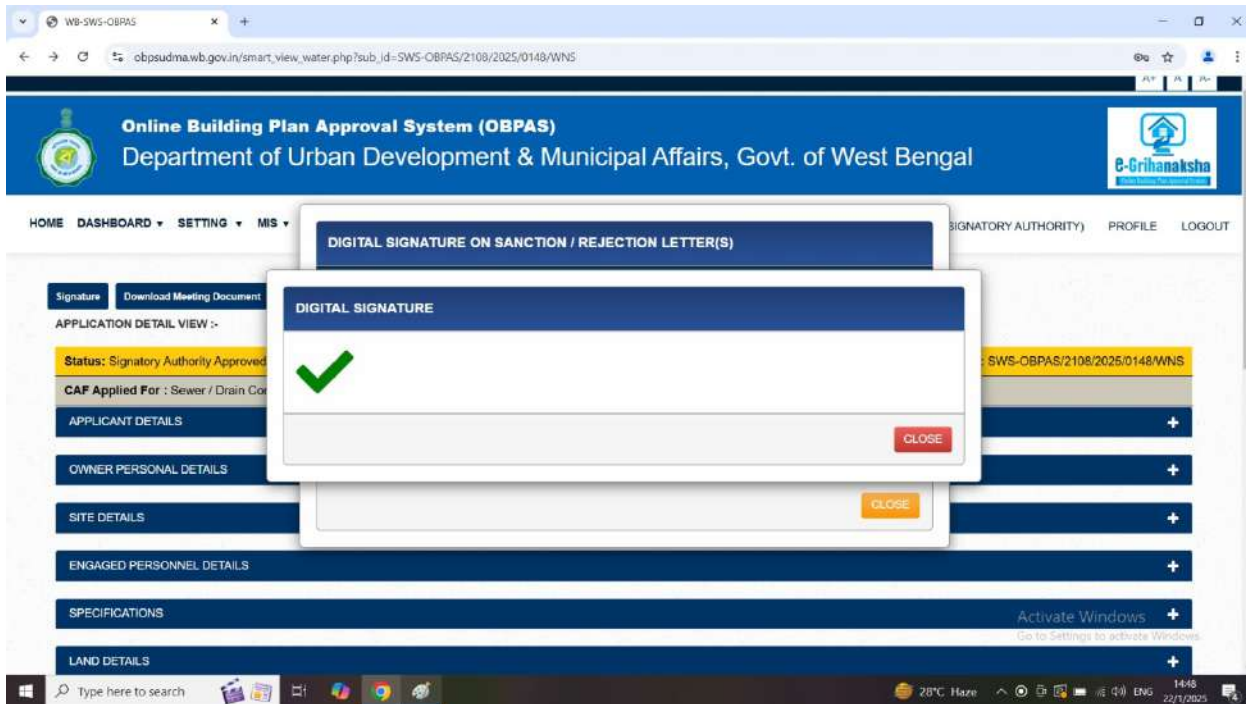 WB-SWS-OBPAS
obpsudma.wb.gov.in/smart_view_water.php?sub_id=SWS-OBPAS/2108/2025/0148/WNS
A+ A A-
Online Building Plan Approval System (OBPAS)
Department of Urban Development & Municipal Affairs, Govt. of West Bengal
e-Grihanaksha
HOME DASHBOARD SETTING MIS SIGNATORY AUTHORITY) PROFILE LOGOUT
DIGITAL SIGNATURE ON SANCTION / REJECTION LETTER(S)
Signature Download Meeting Document
DIGITAL SIGNATURE
APPLICATION DETAIL VIEW :-
Status: Signatory Authority Approved : SWS-OBPAS/2108/2025/0148/WNS
CAF Applied For : Sewer / Drain Con
APPLICANT DETAILS
CLOSE
OWNER PERSONAL DETAILS
CLOSE
SITE DETAILS
ENGAGED PERSONNEL DETAILS
SPECIFICATIONS
Activate Windows
Go to Settings to activate Windows.
LAND DETAILS
Type here to search 28°C Haze ENG 14:48
22/1/2025